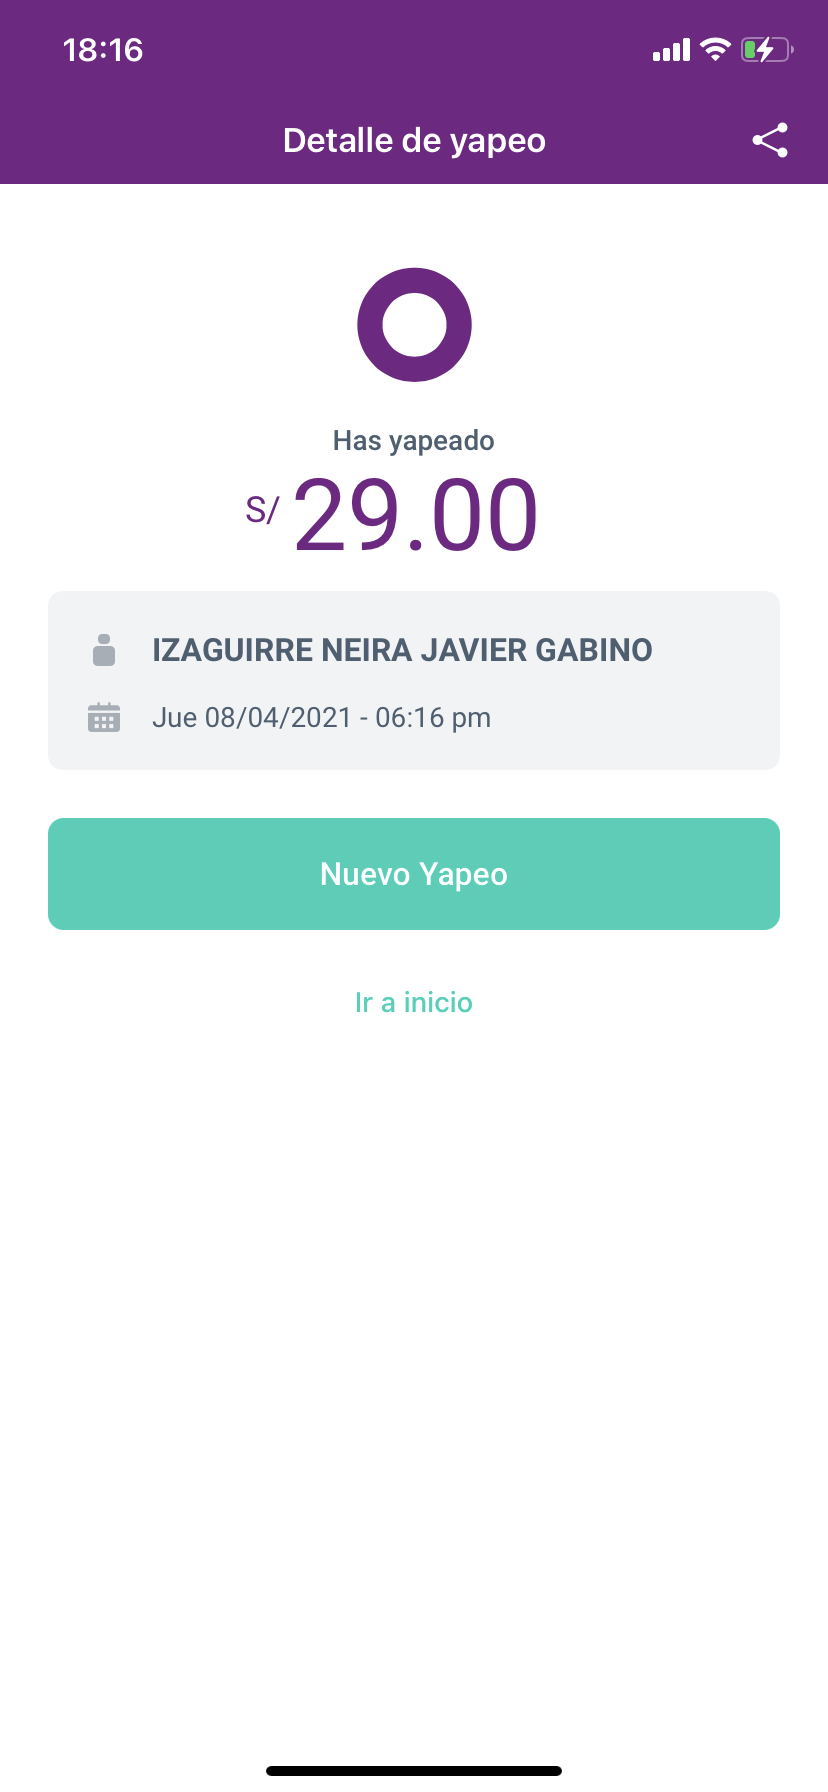 18:16
Detalle de yapeo
Has yapeado
S/ 29.00
IZAGUIRRE NEIRA JAVIER GABINO
Jue 08/04/2021 - 06:16 pm
Nuevo Yapeo
Ir a inicio